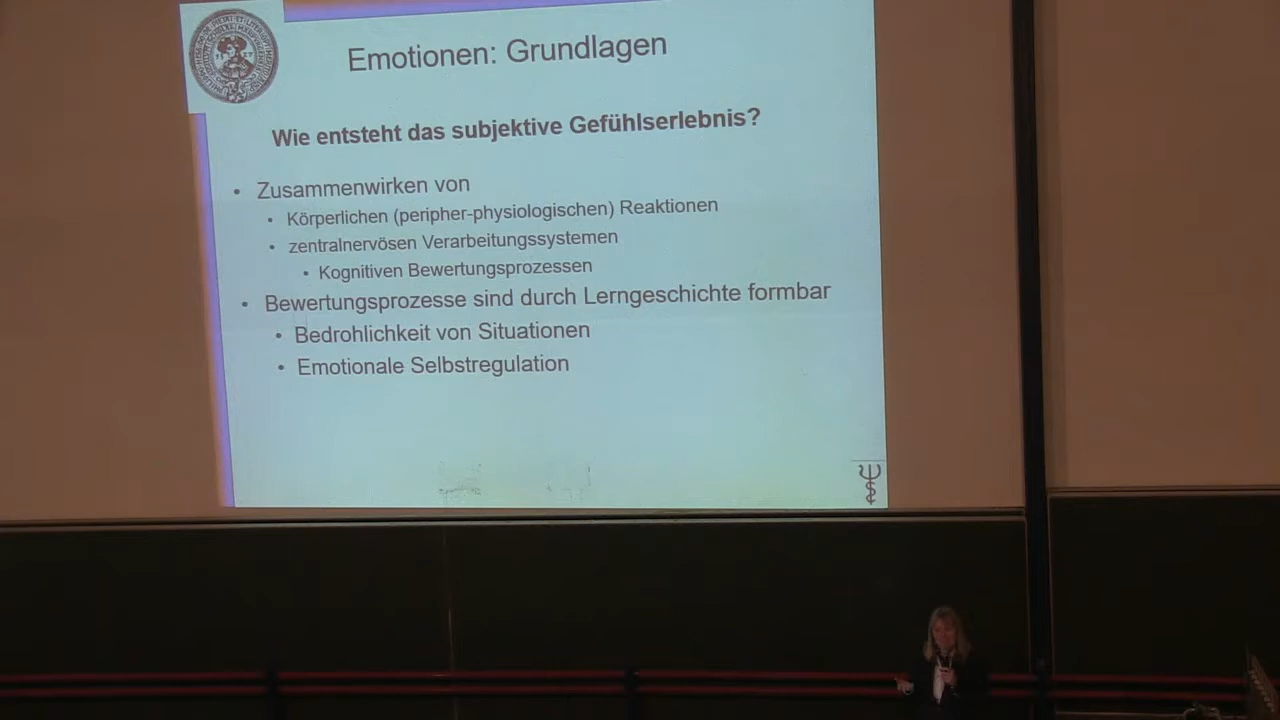 Emotionen: Grundlagen
Wie entsteht das subjektive Gefühlserlebnis?
• Zusammenwirken von
• Körperlichen (peripher-physiologischen) Reaktionen
• zentralnervösen Verarbeitungssystemen
• Kognitiven Bewertungsprozessen
• Bewertungsprozesse sind durch Lerngeschichte formbar
• Bedrohlichkeit von Situationen
• Emotionale Selbstregulation